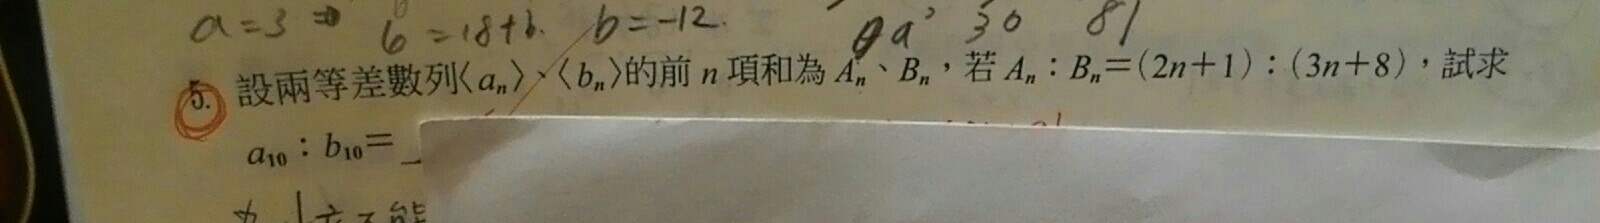 a=3 ⇒ 6=18+b. b=-12. a² 30 81
5. 設兩等差數列⟨aₙ⟩、⟨bₙ⟩的前 n 項和為 Aₙ、Bₙ，若 Aₙ：Bₙ=(2n+1)：(3n+8)，試求
a₁₀：b₁₀=